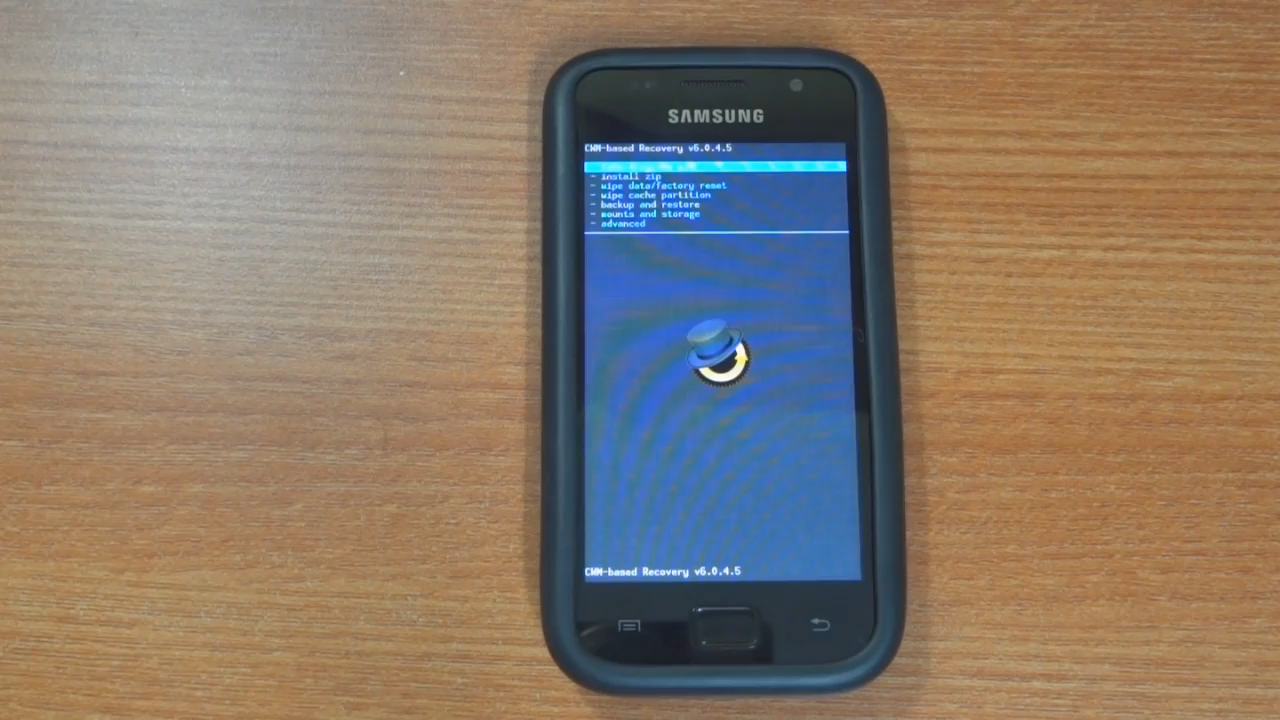 SAMSUNG
CWM-based Recovery v6.0.4.5
- install zip
- wipe data/factory reset
- wipe cache partition
- backup and restore
- mounts and storage
- advanced
CWM-based Recovery v6.0.4.5